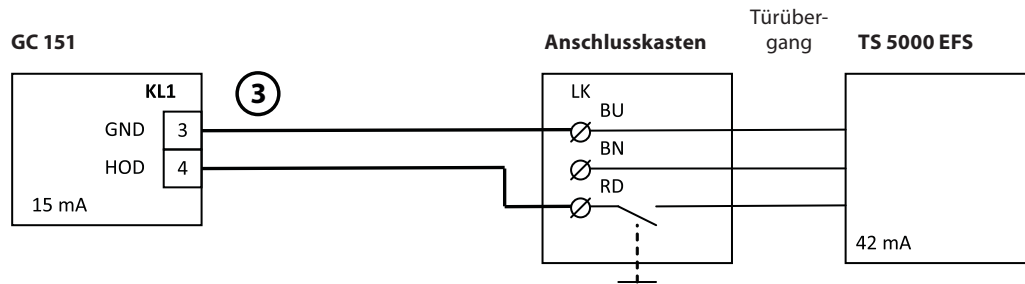 GC 151
Anschlusskasten
Türüber-
gang
TS 5000 EFS
KL1
3
LK
BU
GND 3
BN
HOD 4
RD
15 mA
42 mA